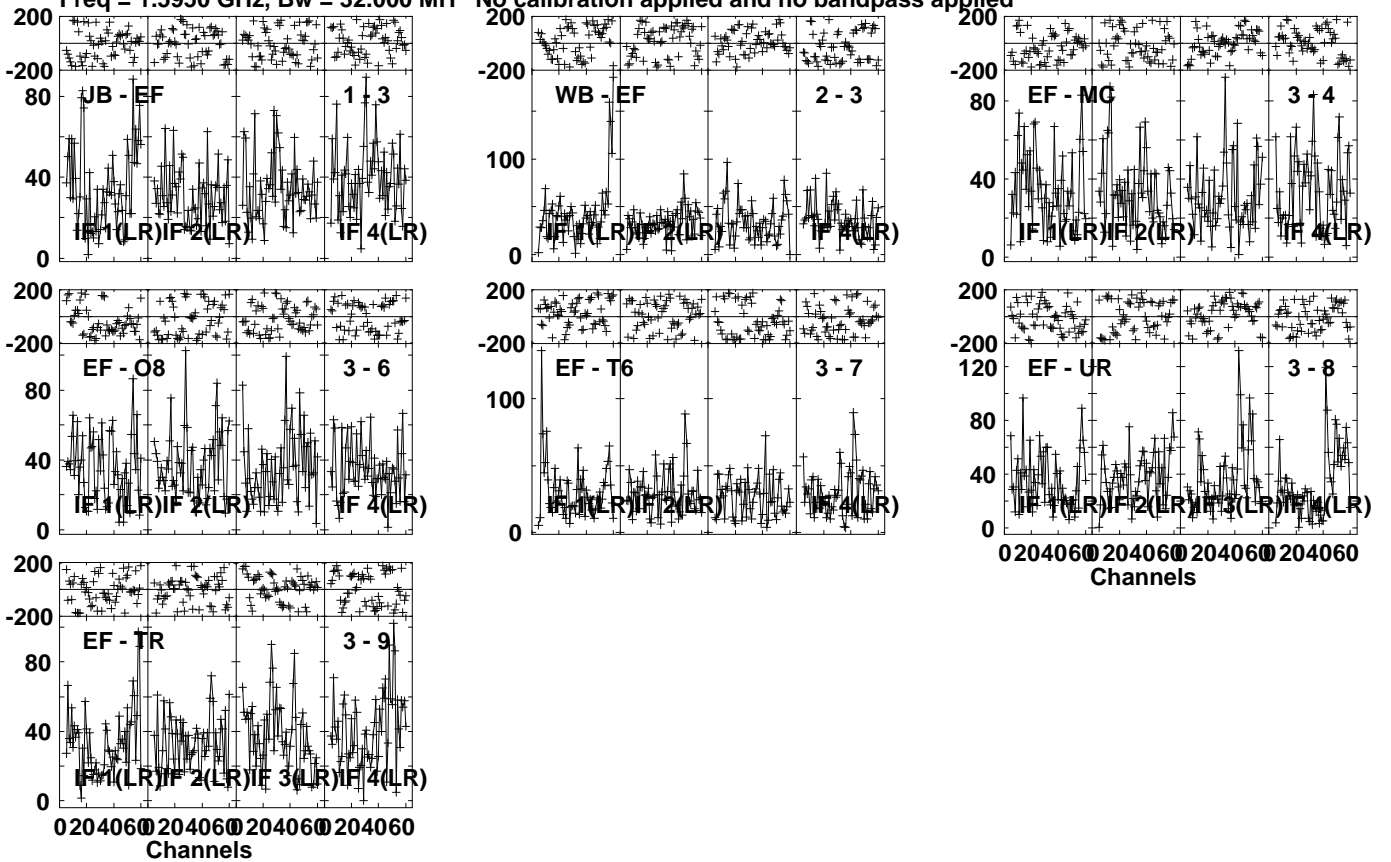 Freq = 1.5950 GHz, Bw = 32.000 MH No calibration applied and no bandpass applied
200
-200
JB - EF 1 - 3
80
40
0
IF 1(LR) IF 2(LR) IF 4(LR)
200
-200
WB - EF 2 - 3
100
0
IF 1(LR) IF 2(LR) IF 4(LR)
200
-200
EF - MC 3 - 4
80
40
0
IF 1(LR) IF 2(LR) IF 4(LR)
200
-200
EF - O8 3 - 6
80
40
0
IF 1(LR) IF 2(LR) IF 4(LR)
200
-200
EF - T6 3 - 7
100
0
IF 1(LR) IF 2(LR) IF 4(LR)
200
-200
EF - UR 3 - 8
120
80
40
0
IF 1(LR) IF 2(LR) IF 3(LR) IF 4(LR)
0 20 40 60 0 20 40 60 0 20 40 60 0 20 40 60
Channels
200
-200
EF - TR 3 - 9
80
40
0
IF 1(LR) IF 2(LR) IF 3(LR) IF 4(LR)
0 20 40 60 0 20 40 60 0 20 40 60 0 20 40 60
Channels